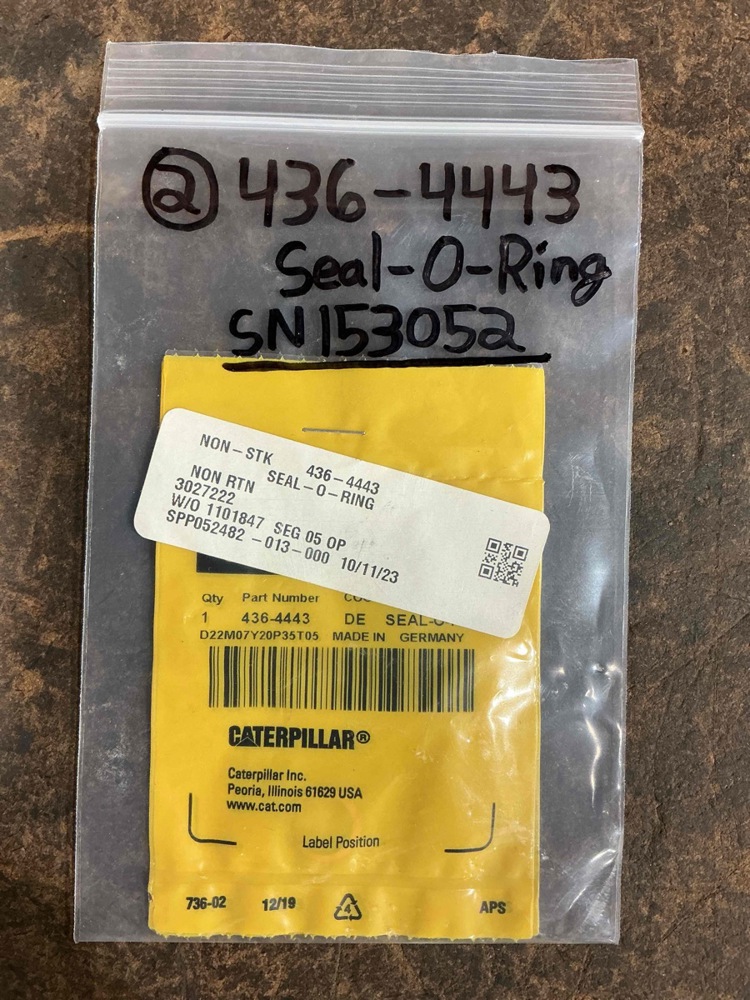 ② 436-4443
Seal-O-Ring
SN153052
NON-STK 436-4443
NON RTN SEAL-O-RING
3027222
W/O 1101847 SEG 05 OP
SPP052482 -013-000 10/11/23
Qty Part Number
1 436-4443 DE SEAL-O-
D22M07Y20P35T05 MADE IN GERMANY
CATERPILLAR®
Caterpillar Inc.
Peoria, Illinois 61629 USA
www.cat.com
Label Position
736-02 12/19 4 APS